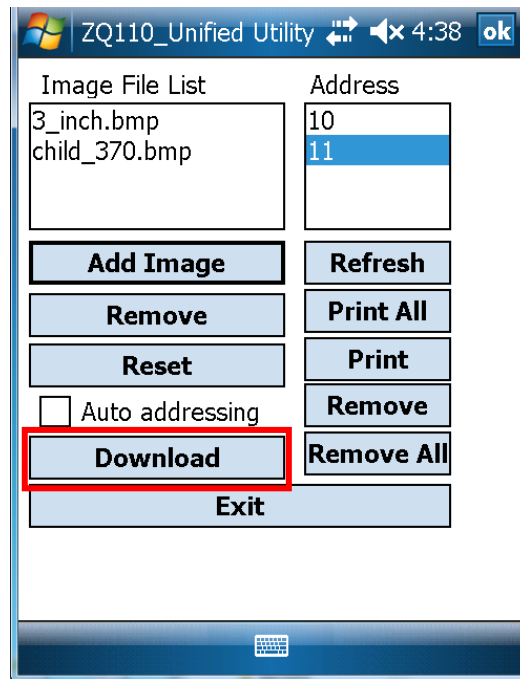 ZQ110_Unified Utility 4:38 ok
Image File List
Address
3_inch.bmp
child_370.bmp
10
11
Add Image
Refresh
Remove
Print All
Reset
Print
Auto addressing
Remove
Download
Remove All
Exit